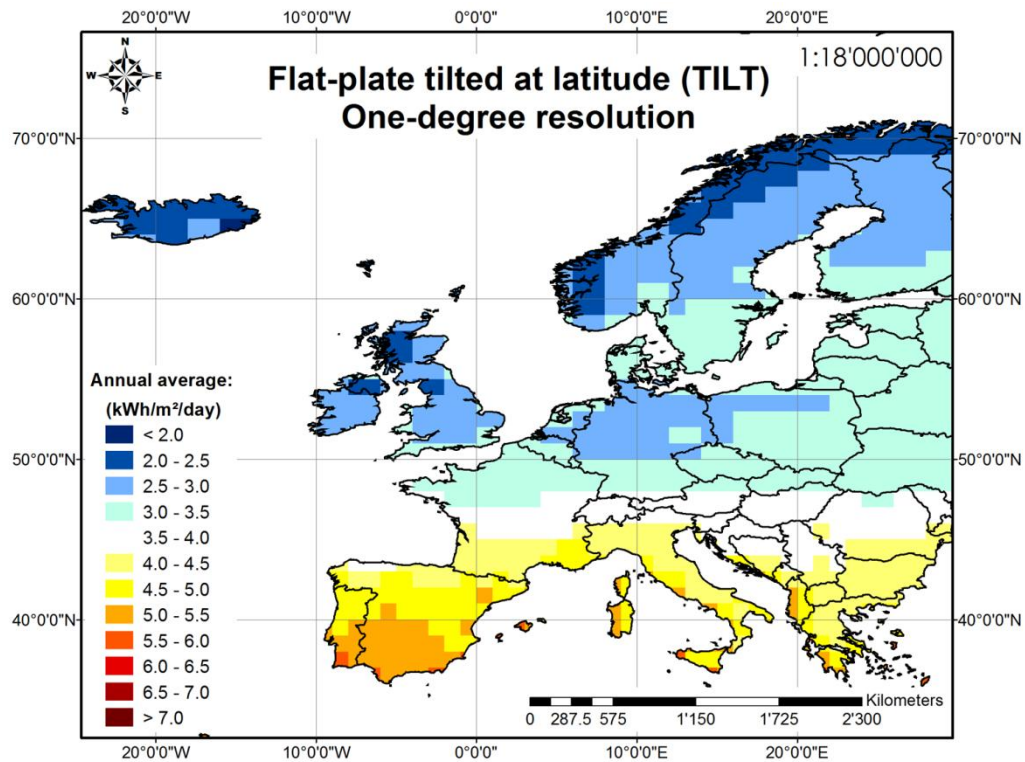 20°0'0"W 10°0'0"W 0°0'0" 10°0'0"E 20°0'0"E
N
W E
S
1:18'000'000
Flat-plate tilted at latitude (TILT)
One-degree resolution
70°0'0"N 70°0'0"N
60°0'0"N 60°0'0"N
50°0'0"N 50°0'0"N
40°0'0"N 40°0'0"N
Annual average:
(kWh/m²/day)
< 2.0
2.0 - 2.5
2.5 - 3.0
3.0 - 3.5
3.5 - 4.0
4.0 - 4.5
4.5 - 5.0
5.0 - 5.5
5.5 - 6.0
6.0 - 6.5
6.5 - 7.0
> 7.0
Kilometers
0 287.5 575 1'150 1'725 2'300
20°0'0"W 10°0'0"W 0°0'0" 10°0'0"E 20°0'0"E